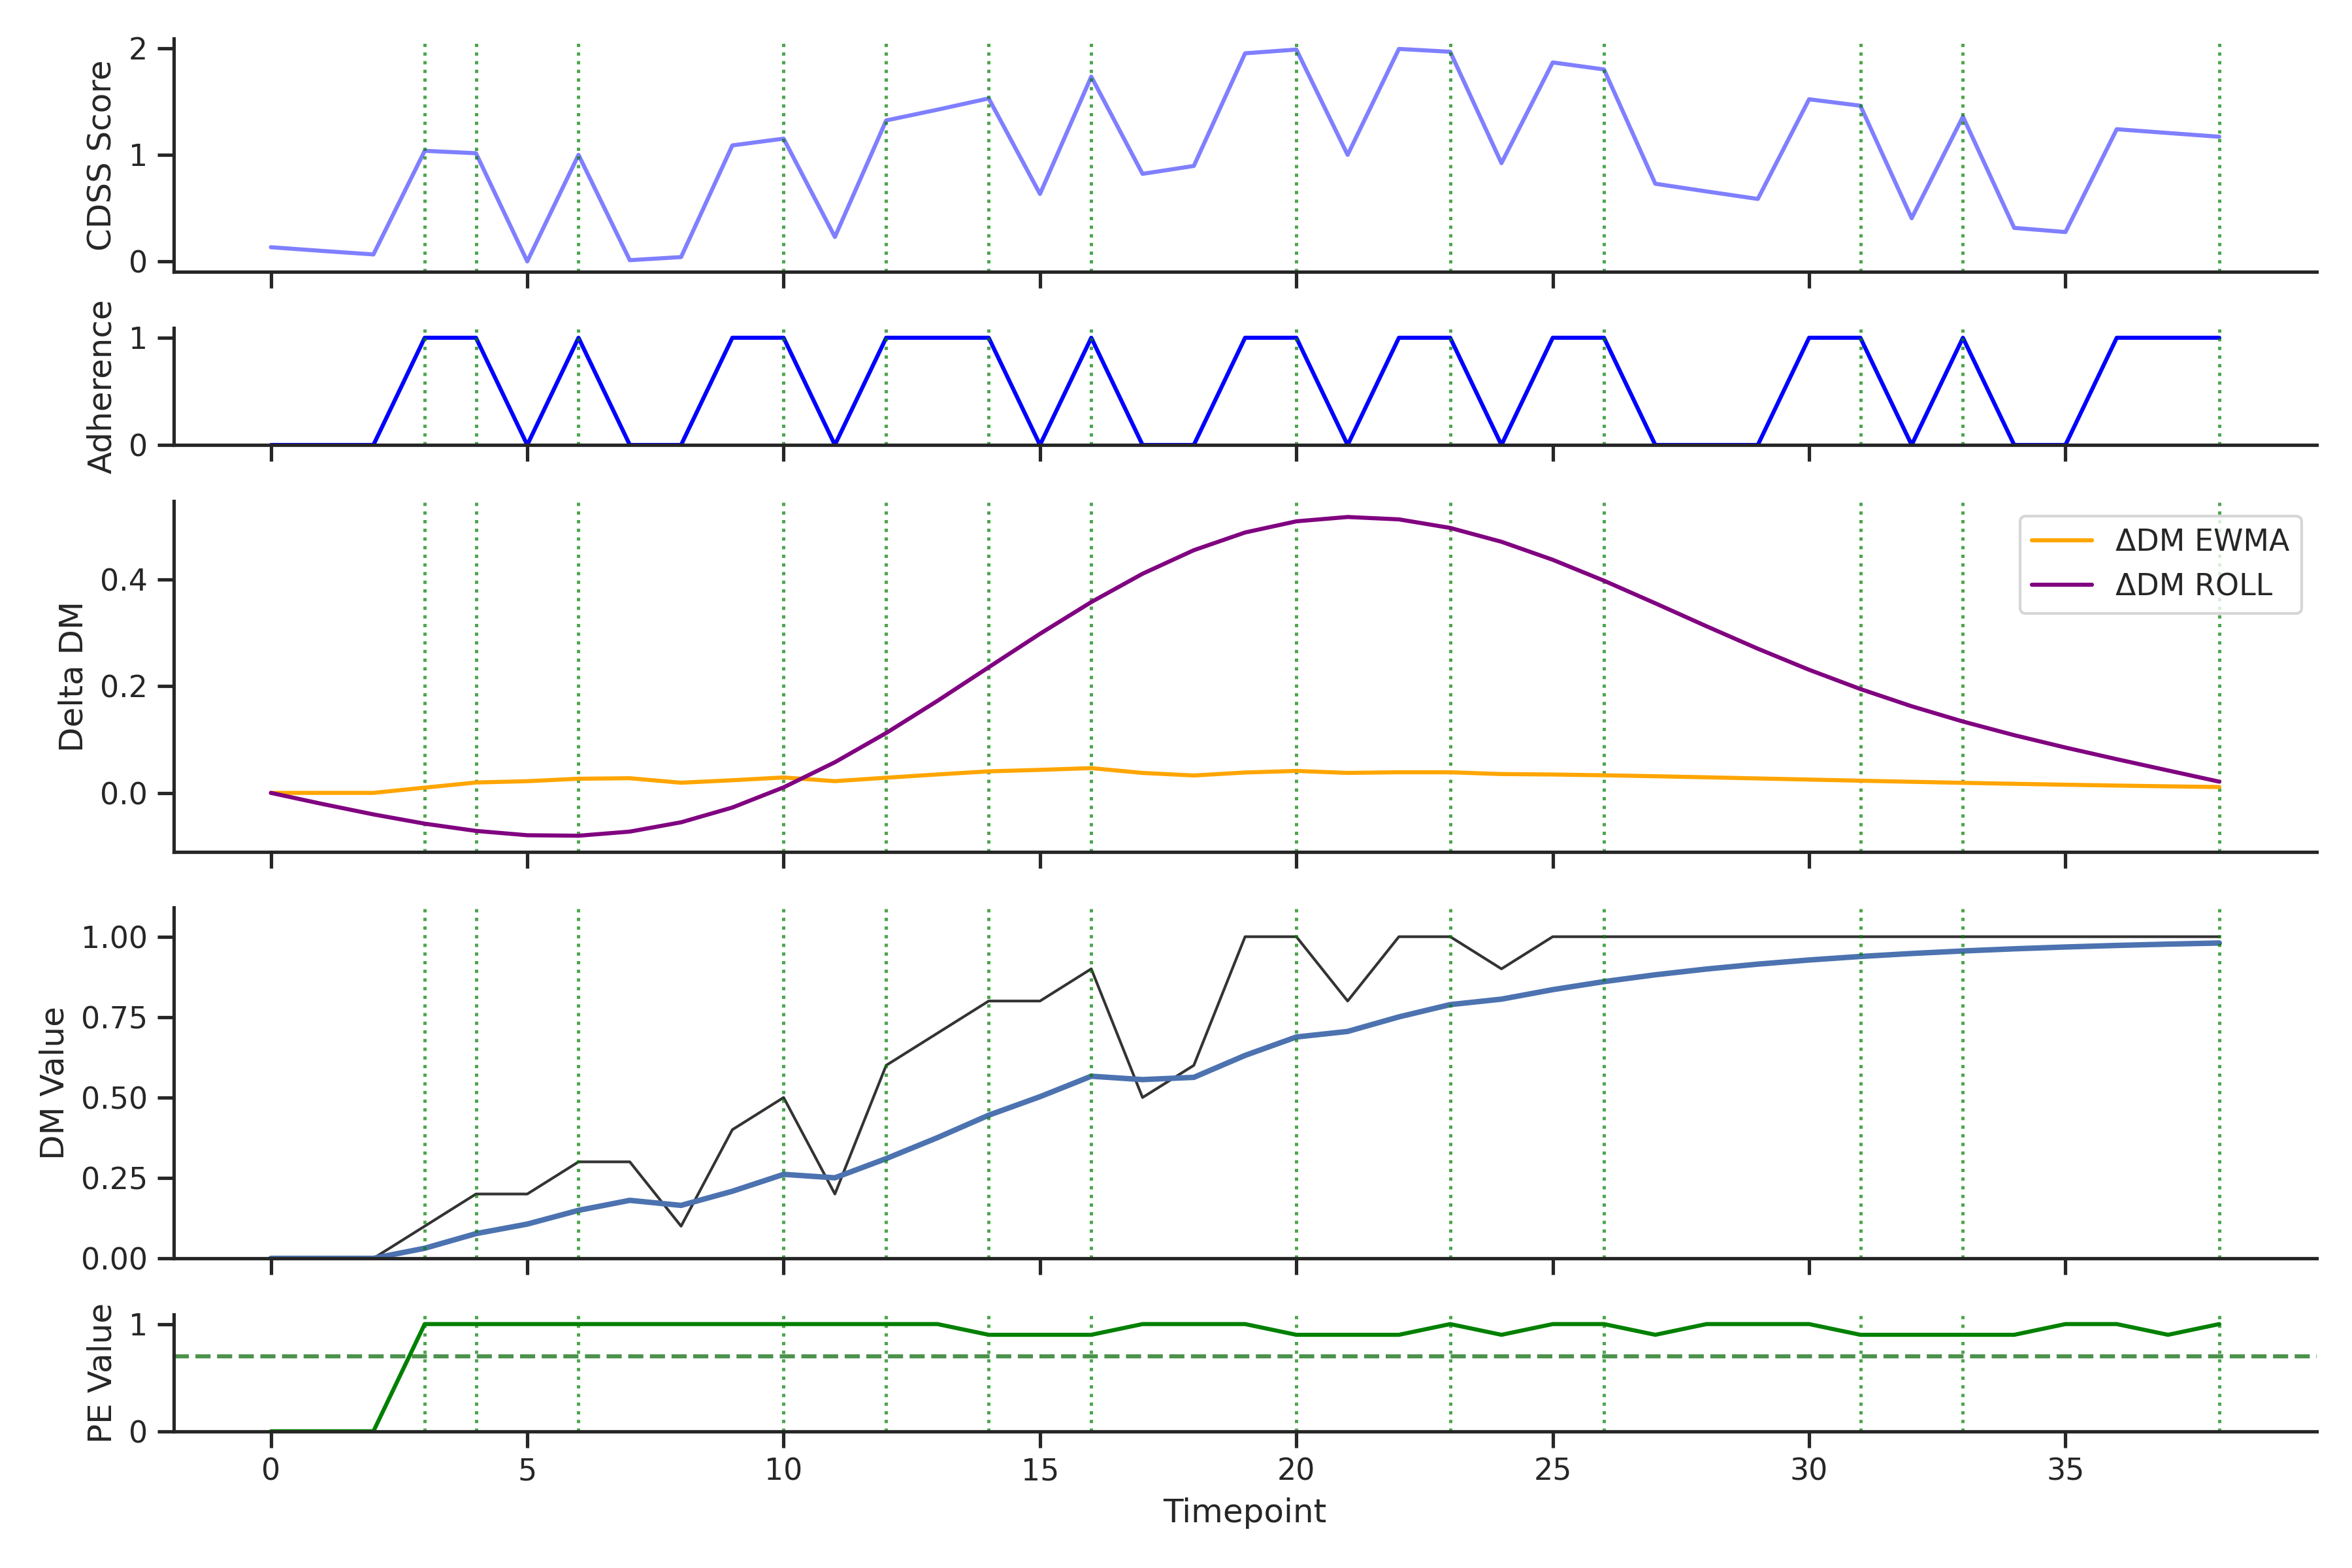 CDSS Score
2
1
0
Adherence
1
0
Delta DM
0.4
0.2
0.0
ΔDM EWMA
ΔDM ROLL
DM Value
1.00
0.75
0.50
0.25
0.00
PE Value
1
0
0 5 10 15 20 25 30 35
Timepoint